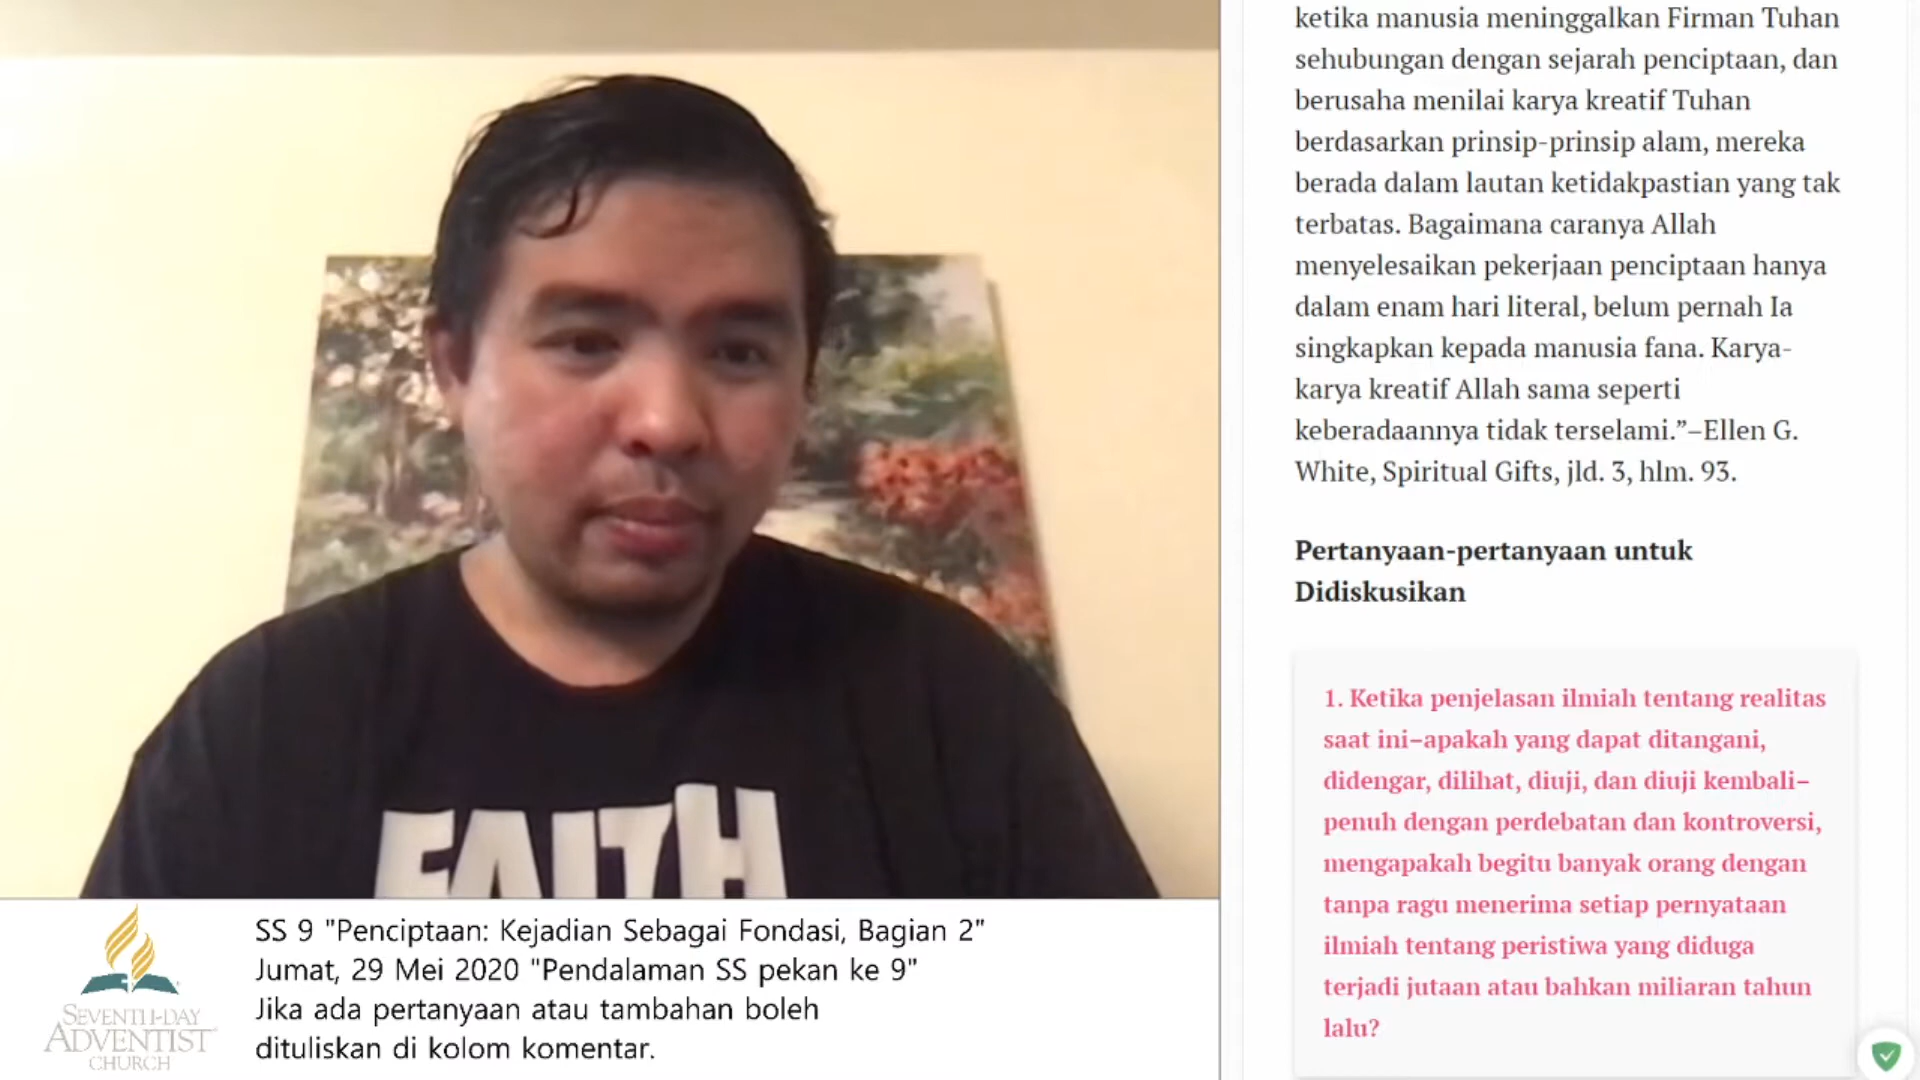 FAITH
SEVENTH-DAY
ADVENTIST
CHURCH
SS 9 "Penciptaan: Kejadian Sebagai Fondasi, Bagian 2"
Jumat, 29 Mei 2020 "Pendalaman SS pekan ke 9"
Jika ada pertanyaan atau tambahan boleh
dituliskan di kolom komentar.
ketika manusia meninggalkan Firman Tuhan
sehubungan dengan sejarah penciptaan, dan
berusaha menilai karya kreatif Tuhan
berdasarkan prinsip-prinsip alam, mereka
berada dalam lautan ketidakpastian yang tak
terbatas. Bagaimana caranya Allah
menyelesaikan pekerjaan penciptaan hanya
dalam enam hari literal, belum pernah Ia
singkapkan kepada manusia fana. Karya-
karya kreatif Allah sama seperti
keberadaannya tidak terselami.”–Ellen G.
White, Spiritual Gifts, jld. 3, hlm. 93.
Pertanyaan-pertanyaan untuk
Didiskusikan
1. Ketika penjelasan ilmiah tentang realitas
saat ini–apakah yang dapat ditangani,
didengar, dilihat, diuji, dan diuji kembali–
penuh dengan perdebatan dan kontroversi,
mengapakah begitu banyak orang dengan
tanpa ragu menerima setiap pernyataan
ilmiah tentang peristiwa yang diduga
terjadi jutaan atau bahkan miliaran tahun
lalu?